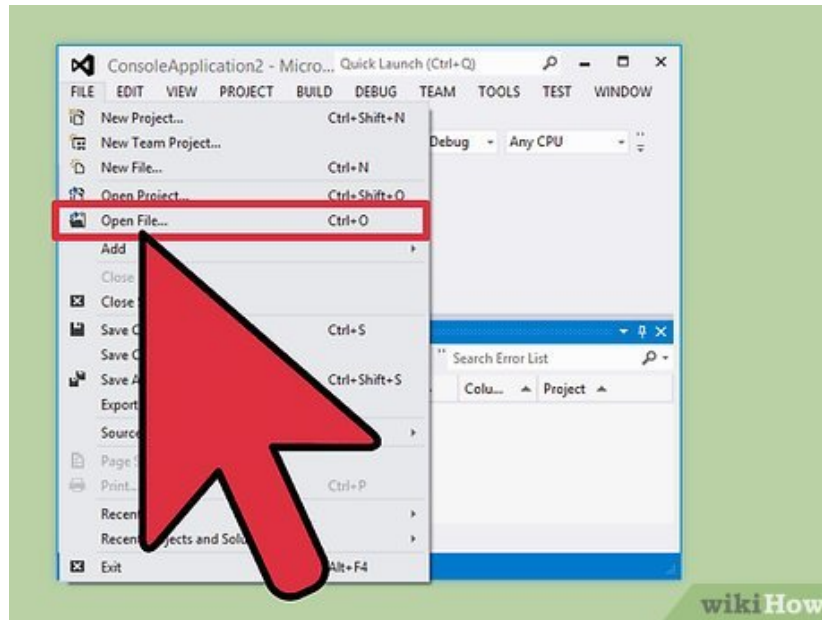 ConsoleApplication2 - Micro... Quick Launch (Ctrl+Q)
FILE EDIT VIEW PROJECT BUILD DEBUG TEAM TOOLS TEST WINDOW
New Project... Ctrl+Shift+N
New Team Project...
Debug Any CPU
New File... Ctrl+N
Open Project... Ctrl+Shift+O
Open File... Ctrl+O
Add
Close
Close
Save Ctrl+S
Save
Search Error List
Save Ctrl+Shift+S
Colu... Project
Export
Source
Page
Print... Ctrl+P
Recent
Recent and
Exit Alt+F4
wikiHow